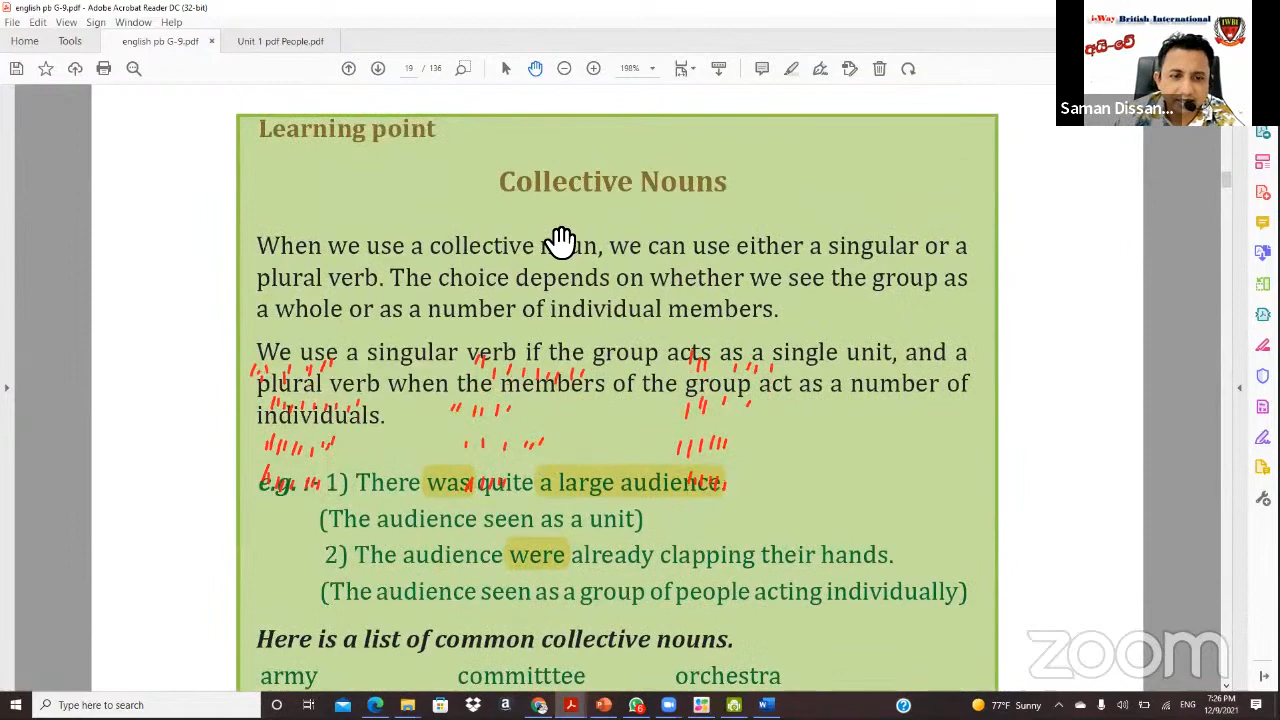 english pb G-9.pdf - Adobe Acrobat Reader DC (32-bit)
File Edit View Sign Window Help
Home Tools english pb G-9.pdf × Unit 1 pdf People.pdf
19 / 136 198%
i-Way British International
IWBI
අයි-වේ
Saman Dissan...
Learning point
Collective Nouns
When we use a collective noun, we can use either a singular or a
plural verb. The choice depends on whether we see the group as
a whole or as a number of individual members.
We use a singular verb if the group acts as a single unit, and a
plural verb when the members of the group act as a number of
individuals.
e.g. :- 1) There was quite a large audience.
(The audience seen as a unit)
2) The audience were already clapping their hands.
(The audience seen as a group of people acting individually)
Here is a list of common collective nouns.
army committtee orchestra
zoom
Type here to search
6
77°F Sunny
7:26 PM
12/9/2021